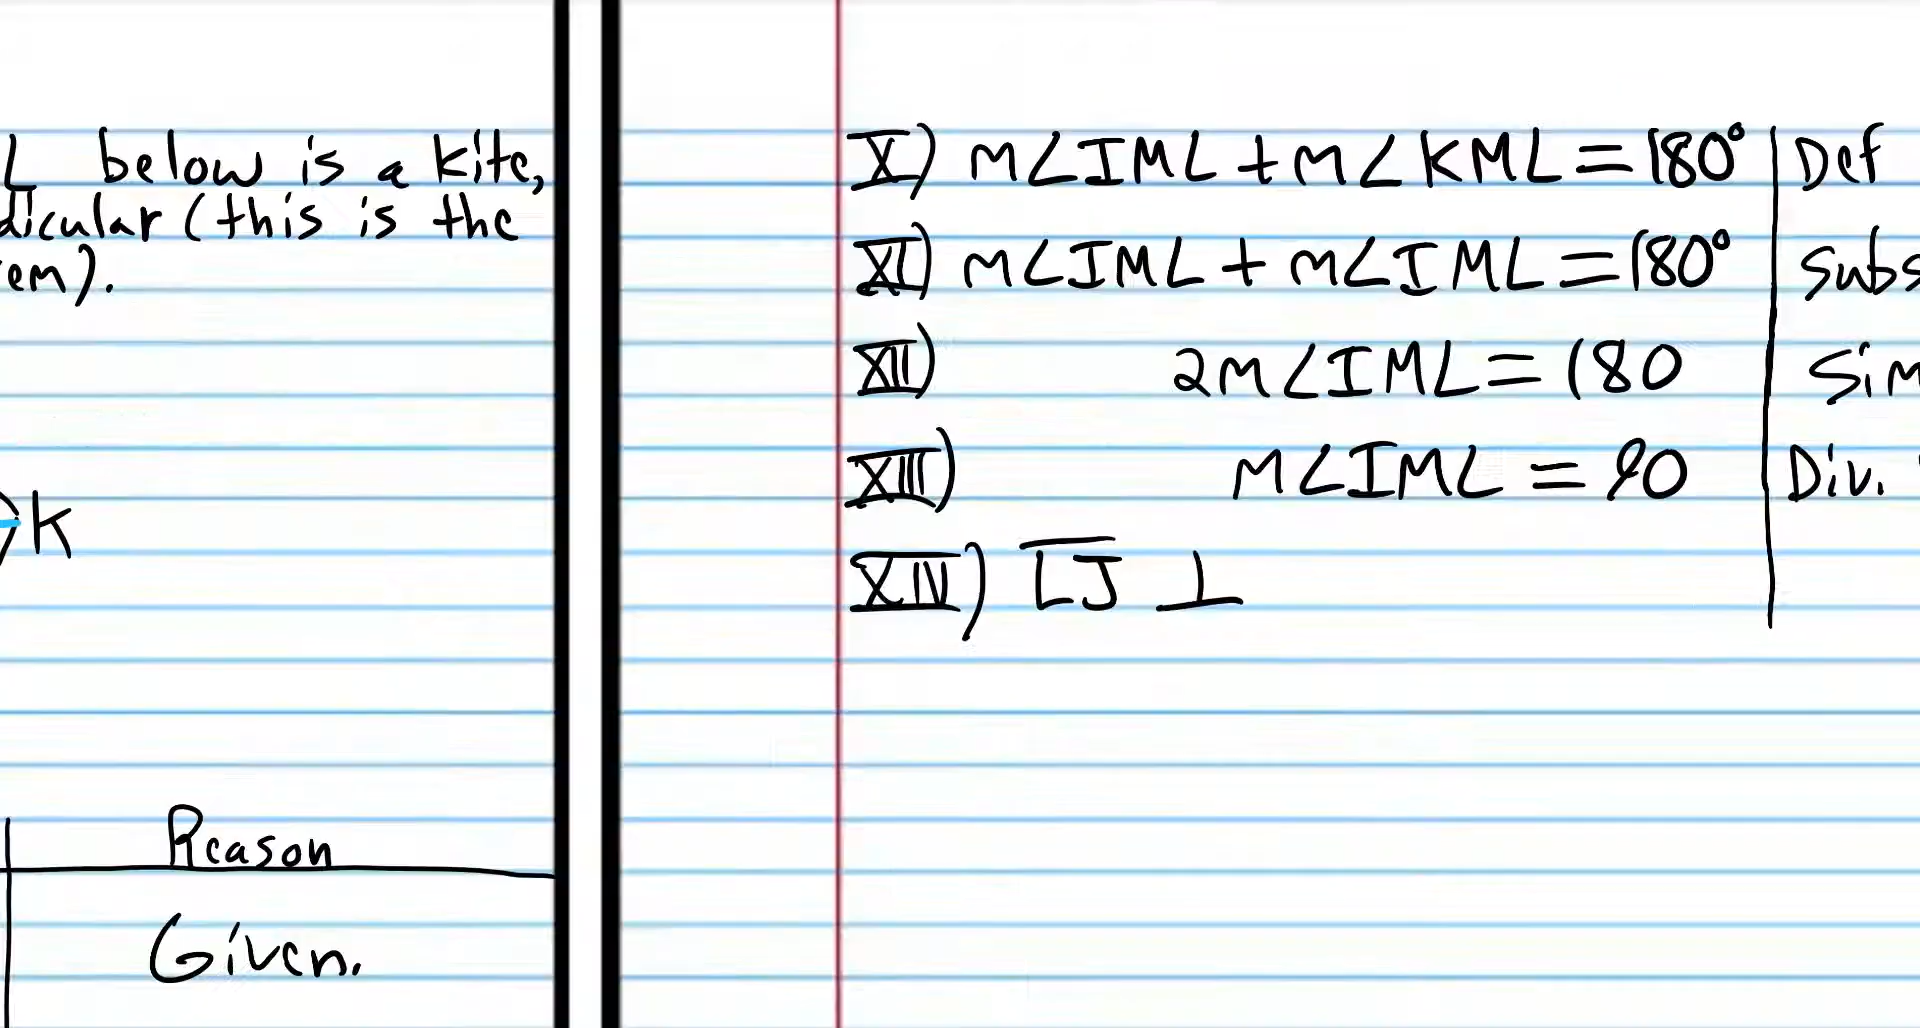 L below is a kite,
dicular (this is the
em).
K
Reason
Given.
X) m∠IML + m∠KML = 180° | Def
XI) m∠IML + m∠IML = 180° | Subs
XII) 2m∠IML = 180 | Sim
XIII) m∠IML = 90 | Div.
XIV) L͞J͞ ⊥